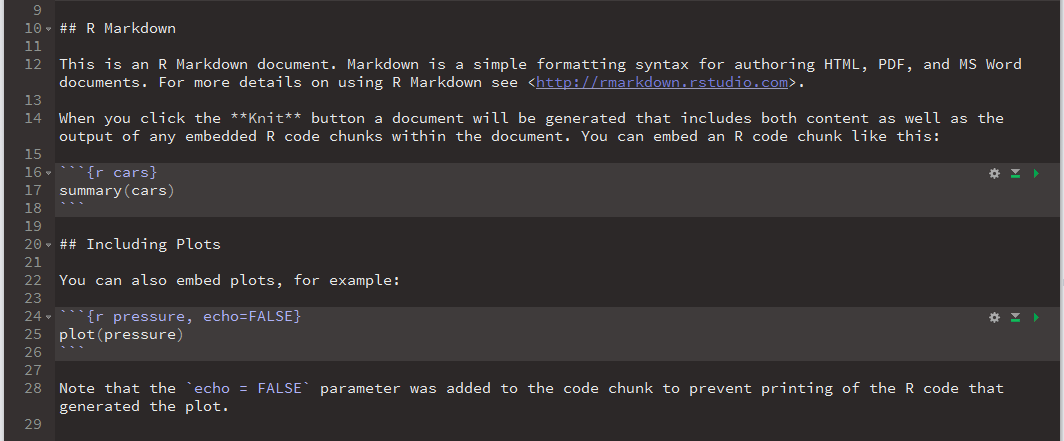 9
10 ## R Markdown
11
12 This is an R Markdown document. Markdown is a simple formatting syntax for authoring HTML, PDF, and MS Word
documents. For more details on using R Markdown see <http://rmarkdown.rstudio.com>.
13
14 When you click the **Knit** button a document will be generated that includes both content as well as the
output of any embedded R code chunks within the document. You can embed an R code chunk like this:
15
16 ```{r cars}
17 summary(cars)
18 ```
19
20 ## Including Plots
21
22 You can also embed plots, for example:
23
24 ```{r pressure, echo=FALSE}
25 plot(pressure)
26 ```
27
28 Note that the `echo = FALSE` parameter was added to the code chunk to prevent printing of the R code that
generated the plot.
29